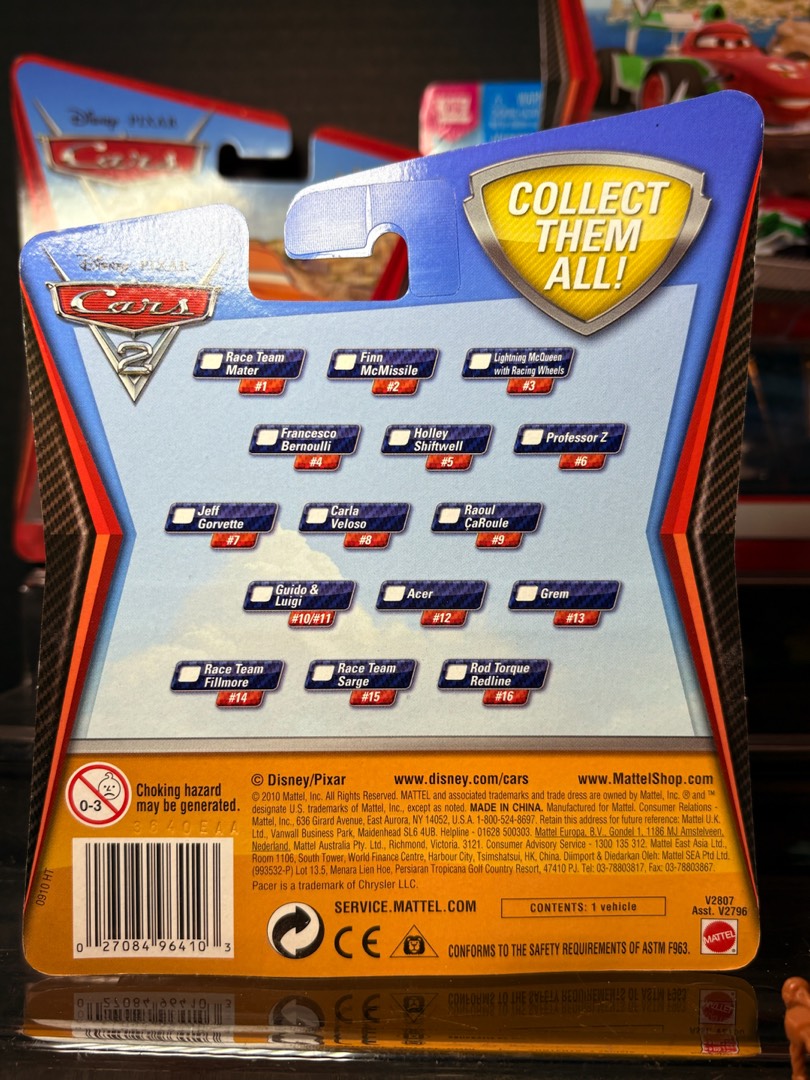 Disney PIXAR
Cars
Disney PIXAR
Cars
2
COLLECT
THEM
ALL!
Race Team
Mater
#1
Finn
McMissile
#2
Lightning McQueen
with Racing Wheels
#3
Francesco
Bernoulli
#4
Holley
Shiftwell
#5
Professor Z
#6
Jeff
Gorvette
#7
Carla
Veloso
#8
Raoul
ÇaRoule
#9
Guido &
Luigi
#10/#11
Acer
#12
Grem
#13
Race Team
Fillmore
#14
Race Team
Sarge
#15
Rod Torque
Redline
#16
0-3
Choking hazard
may be generated.
3640EAA
0910 HT
© Disney/Pixar www.disney.com/cars www.MattelShop.com
© 2010 Mattel, Inc. All Rights Reserved. MATTEL and associated trademarks and trade dress are owned by Mattel, Inc. ® and ™
designate U.S. trademarks of Mattel, Inc., except as noted. MADE IN CHINA. Manufactured for Mattel. Consumer Relations -
Mattel, Inc., 636 Girard Avenue, East Aurora, NY 14052, U.S.A. 1-800-524-8697. Retain this address for future reference: Mattel U.K.
Ltd., Vanwall Business Park, Maidenhead SL6 4UB. Helpline - 01628 500303. Mattel Europa, B.V., Gondel 1, 1186 MJ Amstelveen,
Nederland. Mattel Australia Pty. Ltd., Richmond, Victoria. 3121. Consumer Advisory Service - 1300 135 312. Mattel East Asia Ltd.,
Room 1106, South Tower, World Finance Centre, Harbour City, Tsimshatsui, HK, China. Diimport & Diedarkan Oleh: Mattel SEA Ptd Ltd.
(993532-P) Lot 13.5, Menara Lien Hoe, Persiaran Tropicana Golf Country Resort, 47410 PJ. Tel: 03-78803817, Fax: 03-78803867.
Pacer is a trademark of Chrysler LLC.
SERVICE.MATTEL.COM
CONTENTS: 1 vehicle
V2807
Asst. V2796
0 27084 96410 3
CE
CONFORMS TO THE SAFETY REQUIREMENTS OF ASTM F963.
MATTEL